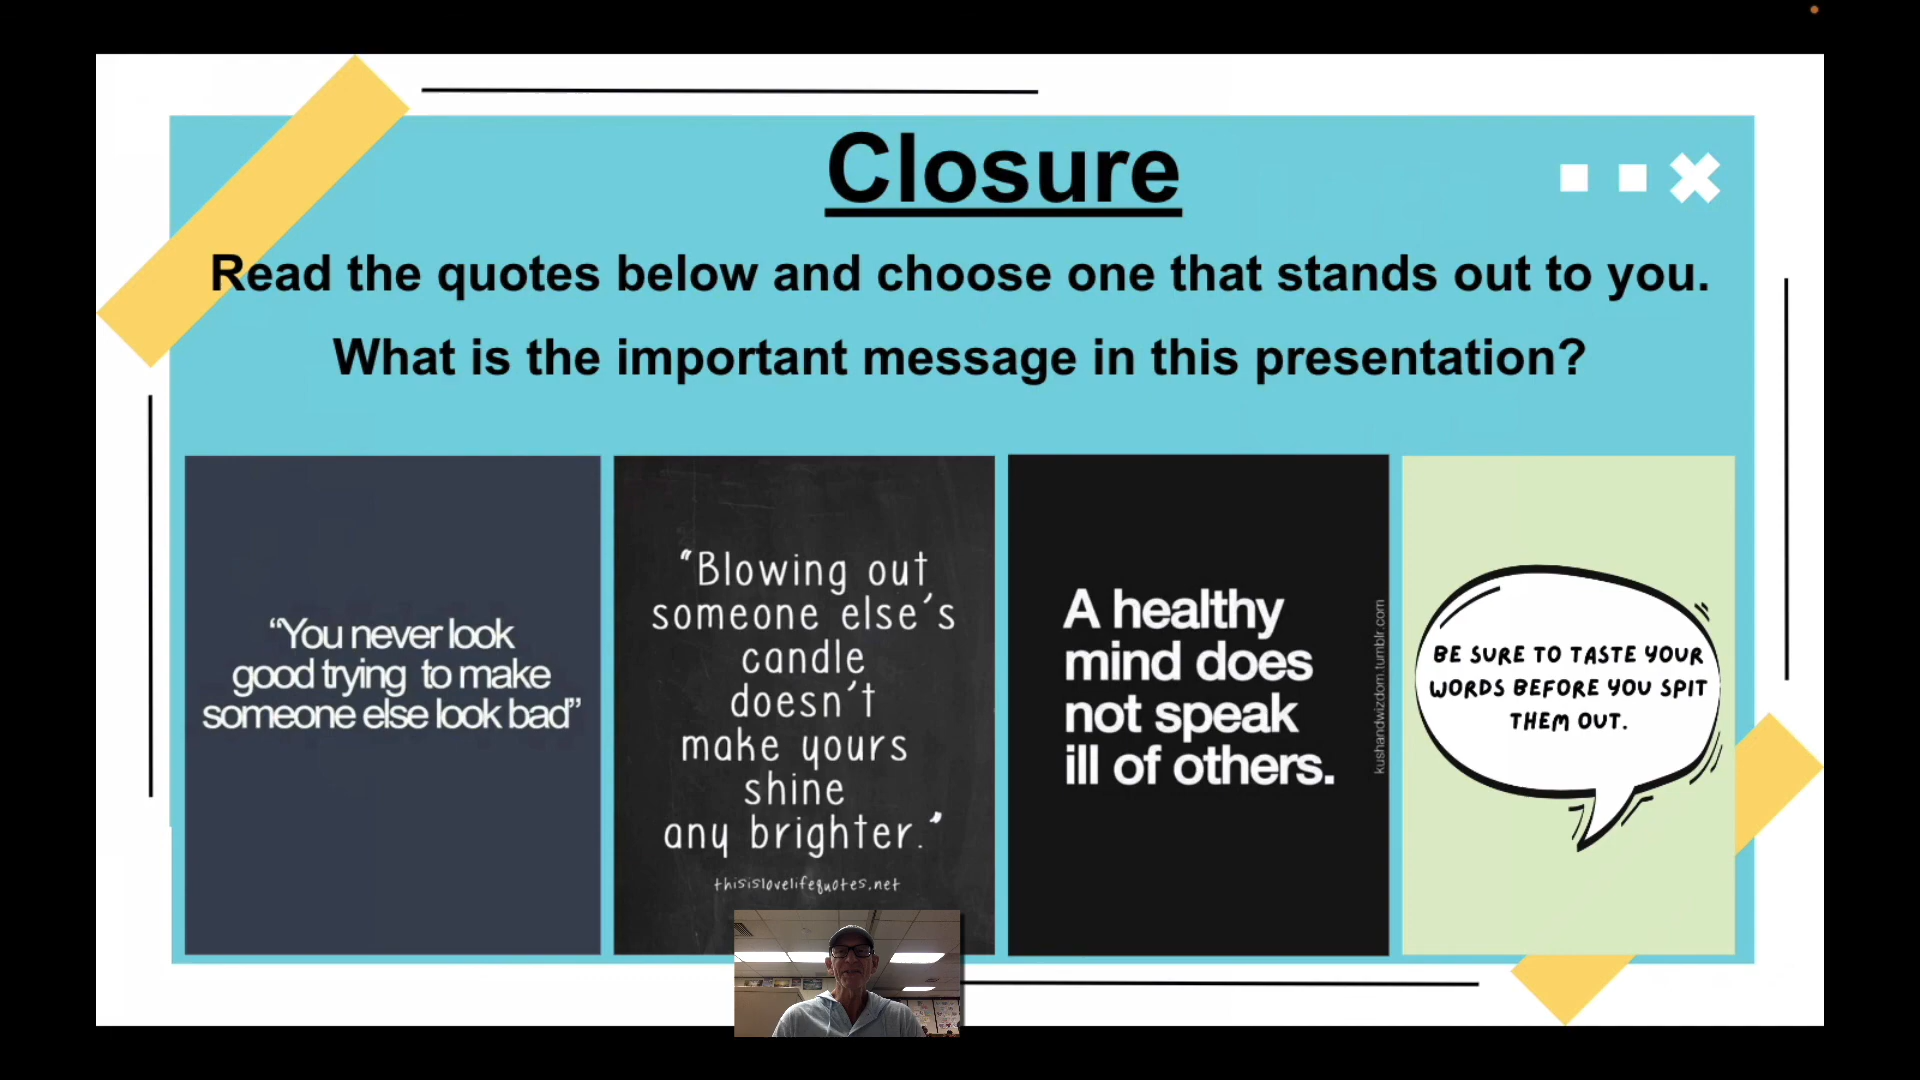 Closure
Read the quotes below and choose one that stands out to you.
What is the important message in this presentation?
“You never look
good trying to make
someone else look bad”
“Blowing out
someone else’s
candle
doesn’t
make yours
shine
any brighter.”
thisislovelifequotes.net
A healthy
mind does
not speak
ill of others.
kushandwizdom.tumblr.com
BE SURE TO TASTE YOUR
WORDS BEFORE YOU SPIT
THEM OUT.